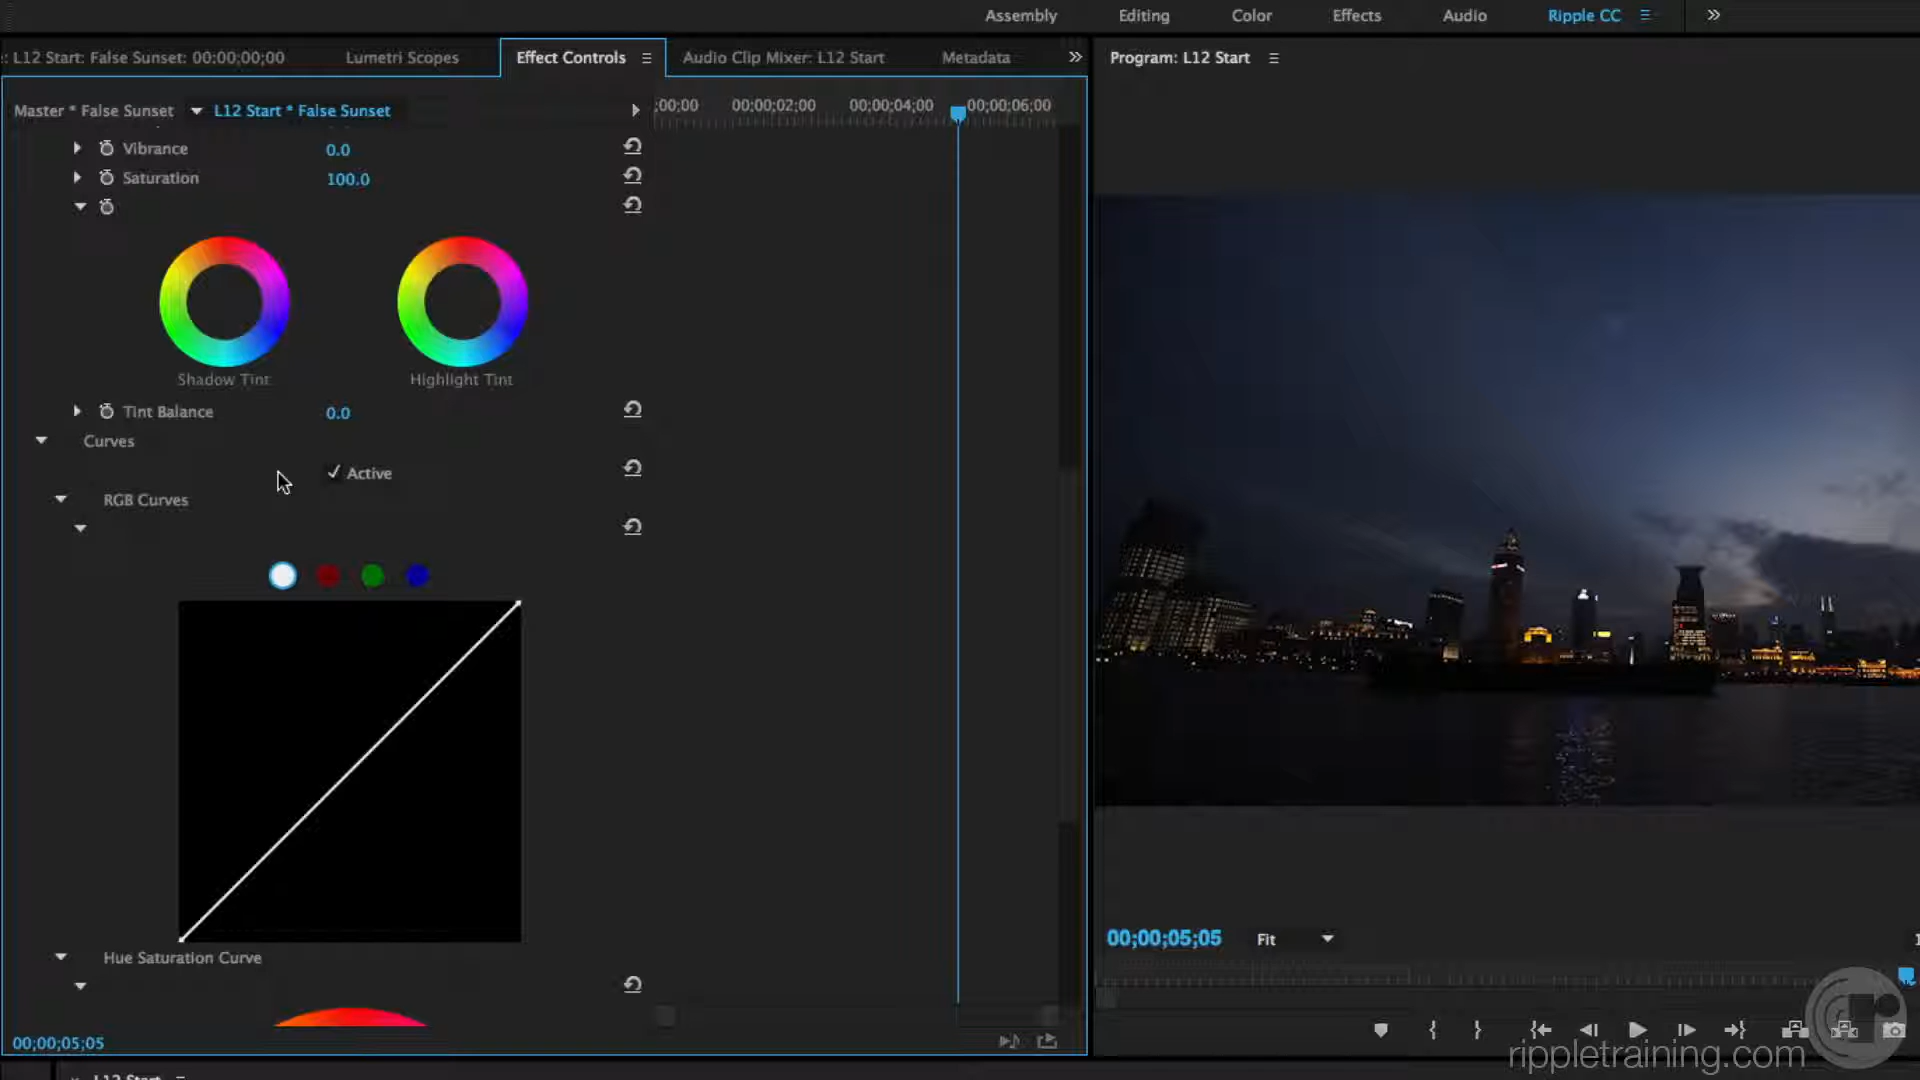 Assembly Editing Color Effects Audio Ripple CC
: L12 Start: False Sunset: 00:00:00;00 Lumetri Scopes Effect Controls Audio Clip Mixer: L12 Start Metadata Program: L12 Start
Master * False Sunset L12 Start * False Sunset ;00;00 00;00;02;00 00;00;04;00 00;00;06;00
Vibrance 0.0
Saturation 100.0
Shadow Tint Highlight Tint
Tint Balance 0.0
Curves
Active
RGB Curves
00;00;05;05 Fit
Hue Saturation Curve
00;00;05;05
rippletraining.com
L12 Start